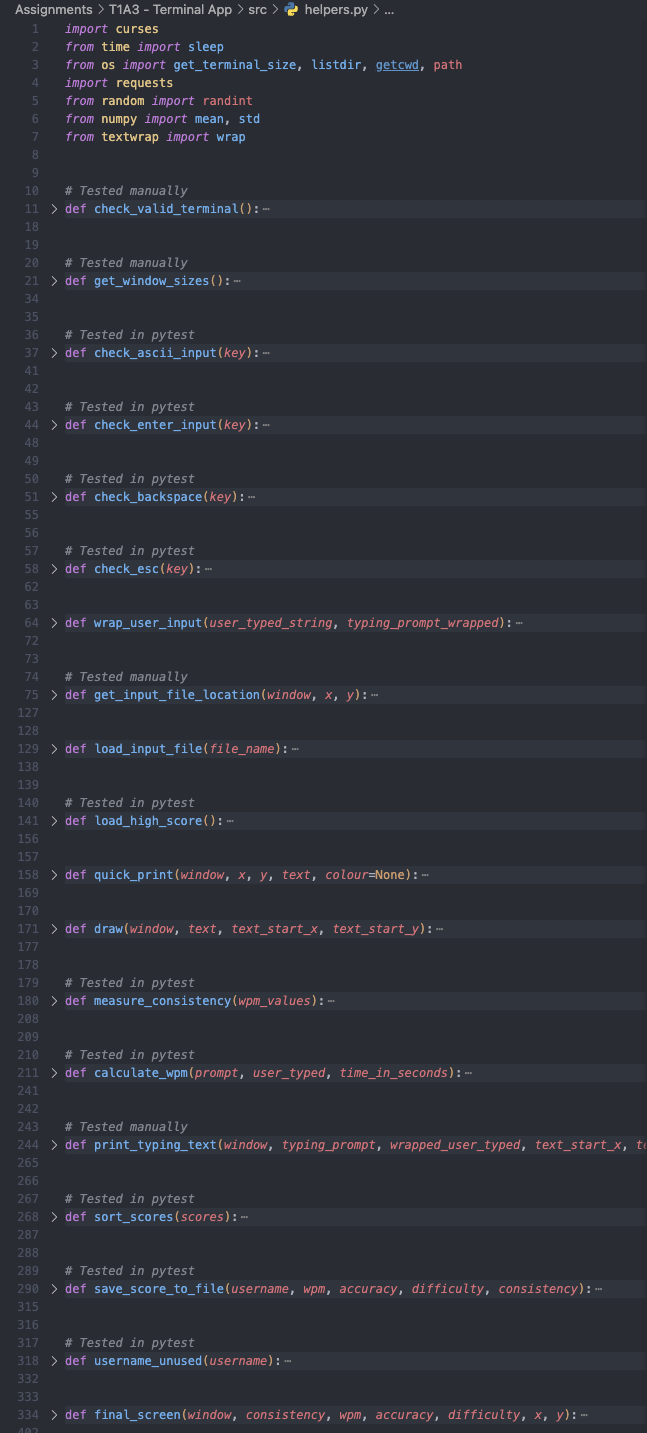 Assignments > T1A3 - Terminal App > src > helpers.py > ...
1 import curses
2 from time import sleep
3 from os import get_terminal_size, listdir, getcwd, path
4 import requests
5 from random import randint
6 from numpy import mean, std
7 from textwrap import wrap
8
9
10 # Tested manually
11 > def check_valid_terminal():⋯
18
19
20 # Tested manually
21 > def get_window_sizes():⋯
34
35
36 # Tested in pytest
37 > def check_ascii_input(key):⋯
41
42
43 # Tested in pytest
44 > def check_enter_input(key):⋯
48
49
50 # Tested in pytest
51 > def check_backspace(key):⋯
55
56
57 # Tested in pytest
58 > def check_esc(key):⋯
62
63
64 > def wrap_user_input(user_typed_string, typing_prompt_wrapped):⋯
72
73
74 # Tested manually
75 > def get_input_file_location(window, x, y):⋯
127
128
129 > def load_input_file(file_name):⋯
138
139
140 # Tested in pytest
141 > def load_high_score():⋯
156
157
158 > def quick_print(window, x, y, text, colour=None):⋯
169
170
171 > def draw(window, text, text_start_x, text_start_y):⋯
177
178
179 # Tested in pytest
180 > def measure_consistency(wpm_values):⋯
208
209
210 # Tested in pytest
211 > def calculate_wpm(prompt, user_typed, time_in_seconds):⋯
241
242
243 # Tested manually
244 > def print_typing_text(window, typing_prompt, wrapped_user_typed, text_start_x, te
265
266
267 # Tested in pytest
268 > def sort_scores(scores):⋯
287
288
289 # Tested in pytest
290 > def save_score_to_file(username, wpm, accuracy, difficulty, consistency):⋯
315
316
317 # Tested in pytest
318 > def username_unused(username):⋯
332
333
334 > def final_screen(window, consistency, wpm, accuracy, difficulty, x, y):⋯